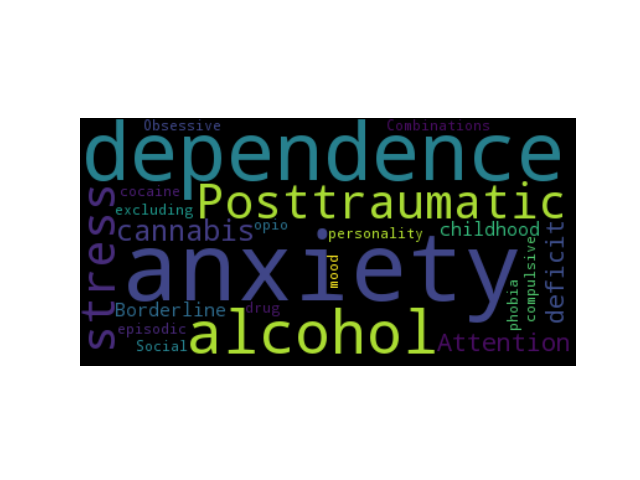 Obsessive Combinations
dependence
cocaine
Posttraumatic
excluding
stress
cannabis
opio
personality
childhood
anxiety
mood
deficit
compulsive
phobia
Borderline
drug
episodic
alcohol
Social
Attention